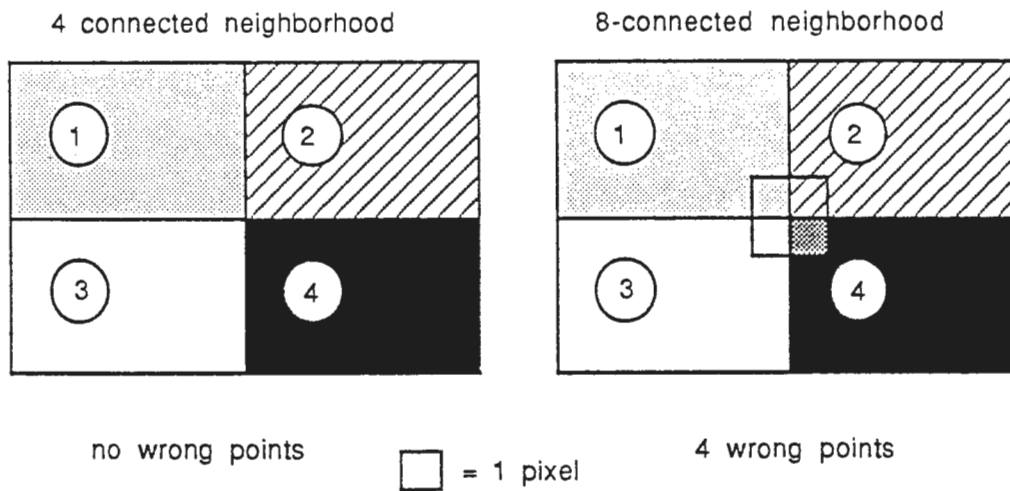 4 connected neighborhood
8-connected neighborhood
1
2
1
2
3
4
3
4
no wrong points
4 wrong points
= 1 pixel